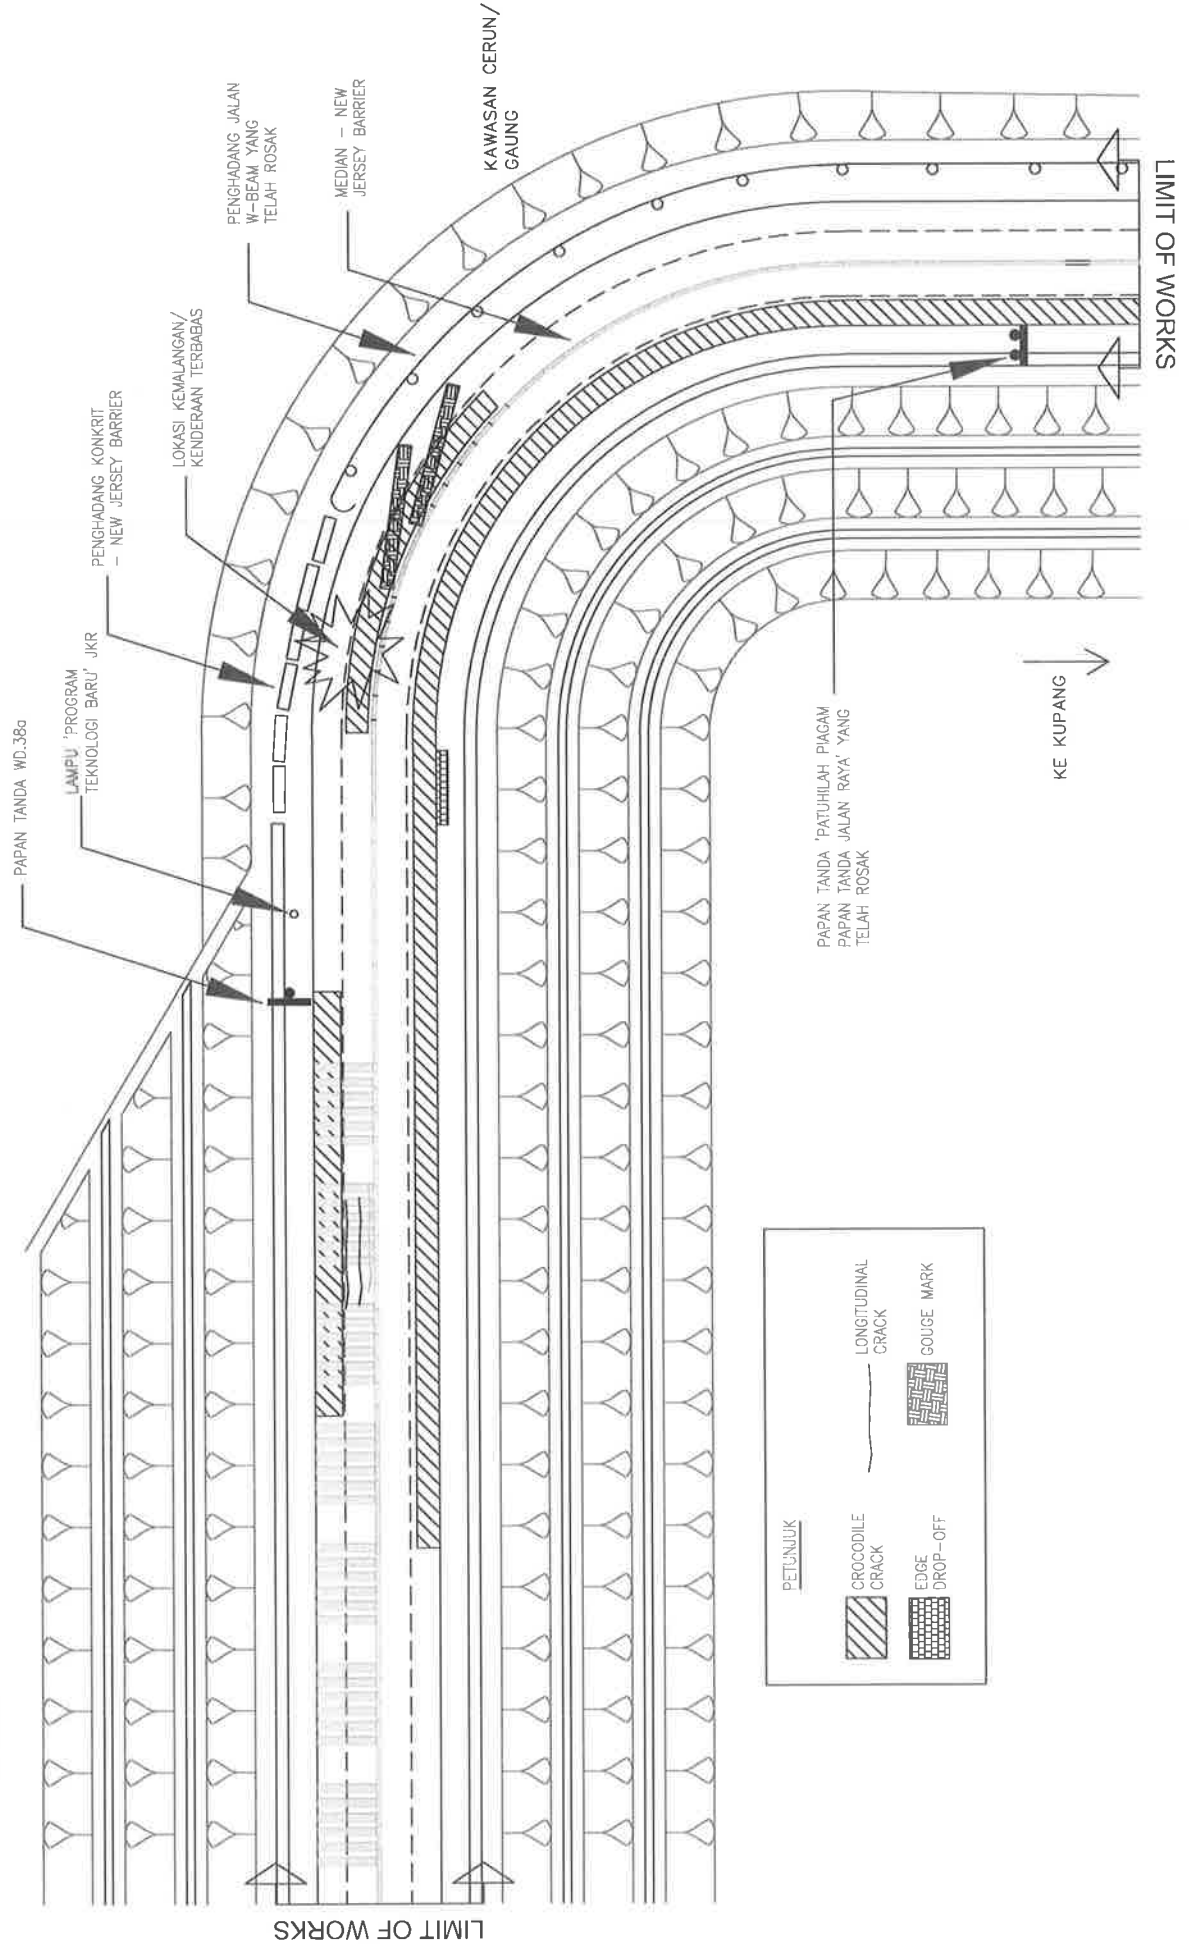 PAPAN TANDA WD.38a
LAMPU 'PROGRAM
TEKNOLOGI BARU' JKR
PENGHADANG KONKRIT
- NEW JERSEY BARRIER
LOKASI KEMALANGAN/
KENDERAAN TERBABAS
PENGHADANG JALAN
W-BEAM YANG
TELAH ROSAK
MEDIAN - NEW
JERSEY BARRIER
KAWASAN CERUN/
GAUNG
LIMIT OF WORKS
LIMIT OF WORKS
PAPAN TANDA 'PATUHILAH PIAGAM
PAPAN TANDA JALAN RAYA' YANG
TELAH ROSAK
KE KUPANG
PETUNJUK
CROCODILE
CRACK
LONGITUDINAL
CRACK
EDGE
DROP-OFF
GOUGE MARK